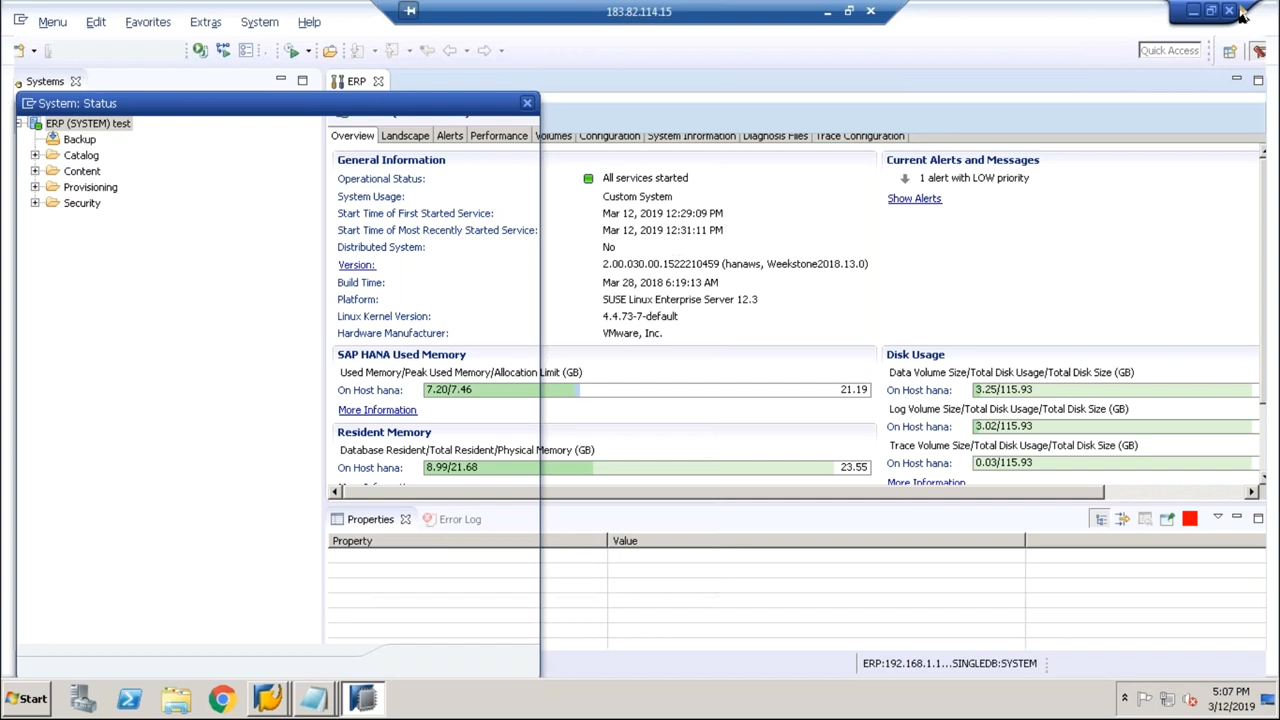 183.82.114.15
Menu Edit Favorites Extras System Help
Quick Access
Systems ERP
System: Status
ERP (SYSTEM) test
Backup
Catalog
Content
Provisioning
Security
Overview Landscape Alerts Performance Volumes Configuration System Information Diagnosis Files Trace Configuration
General Information
Operational Status: All services started
System Usage: Custom System
Start Time of First Started Service: Mar 12, 2019 12:29:09 PM
Start Time of Most Recently Started Service: Mar 12, 2019 12:31:11 PM
Distributed System: No
Version: 2.00.030.00.1522210459 (hanaws, Weekstone2018.13.0)
Build Time: Mar 28, 2018 6:19:13 AM
Platform: SUSE Linux Enterprise Server 12.3
Linux Kernel Version: 4.4.73-7-default
Hardware Manufacturer: VMware, Inc.
Current Alerts and Messages
1 alert with LOW priority
Show Alerts
SAP HANA Used Memory
Used Memory/Peak Used Memory/Allocation Limit (GB)
On Host hana: 7.20/7.46 21.19
More Information
Resident Memory
Database Resident/Total Resident/Physical Memory (GB)
On Host hana: 8.99/21.68 23.55
Disk Usage
Data Volume Size/Total Disk Usage/Total Disk Size (GB)
On Host hana: 3.25/115.93
Log Volume Size/Total Disk Usage/Total Disk Size (GB)
On Host hana: 3.02/115.93
Trace Volume Size/Total Disk Usage/Total Disk Size (GB)
On Host hana: 0.03/115.93
More Information
Properties Error Log
Property Value
ERP:192.168.1.1...SINGLEDB:SYSTEM
Start
5:07 PM
3/12/2019